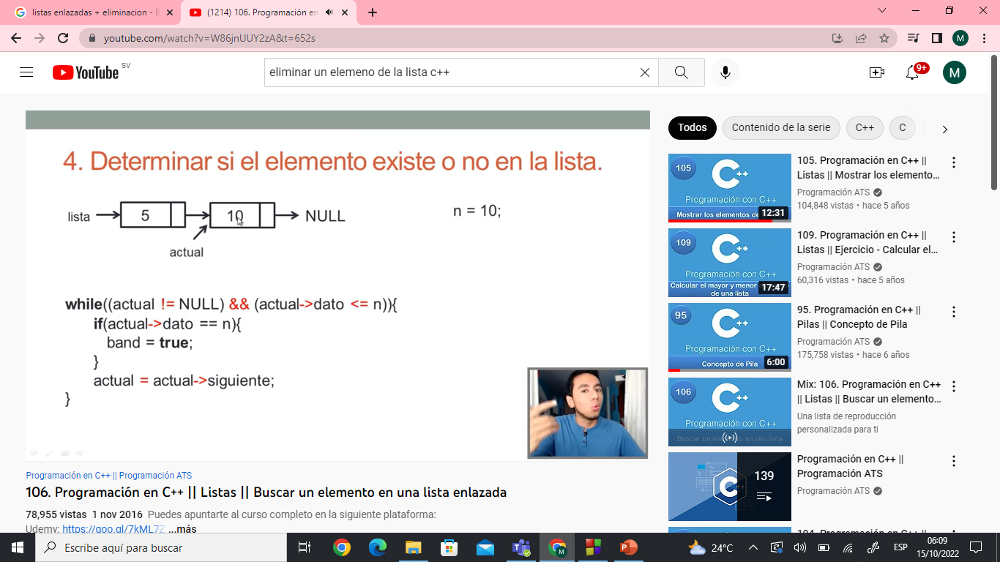 listas enlazadas + eliminacion - B
(1214) 106. Programación en
youtube.com/watch?v=W86jnUUY2zA&t=652s
M
YouTube SV
eliminar un elemeno de la lista c++
9+
M
4. Determinar si el elemento existe o no en la lista.
lista
5
10
NULL
n = 10;
actual
while((actual != NULL) && (actual->dato <= n)){
if(actual->dato == n){
band = true;
}
actual = actual->siguiente;
}
Programación en C++ || Programación ATS
106. Programación en C++ || Listas || Buscar un elemento en una lista enlazada
78,955 vistas 1 nov 2016 Puedes apuntarte al curso completo en la siguiente plataforma:
Udemy: https://goo.gl/7kML7Z ...más
Todos
Contenido de la serie
C++
C
105
C++
Programación con C++
Mostrar los elementos de
12:31
105. Programación en C++ ||
Listas || Mostrar los elemento...
Programación ATS
104,848 vistas • hace 5 años
109
C++
Programación con C++
Calcular el mayor y menor
de una lista
17:47
109. Programación en C++ ||
Listas || Ejercicio - Calcular el...
Programación ATS
60,316 vistas • hace 5 años
95
C++
Programación con C++
Concepto de Pila
6:00
95. Programación en C++ ||
Pilas || Concepto de Pila
Programación ATS
175,758 vistas • hace 6 años
106
C++
Programación con C++
Buscar un elemento en una lista
Mix: 106. Programación en C++
|| Listas || Buscar un elemento...
Una lista de reproducción
personalizada para ti
C++
139
Programación en C++ ||
Programación ATS
Programación ATS
104. Programación en C++ ||
Escribe aquí para buscar
M
24°C
ESP
06:09
15/10/2022